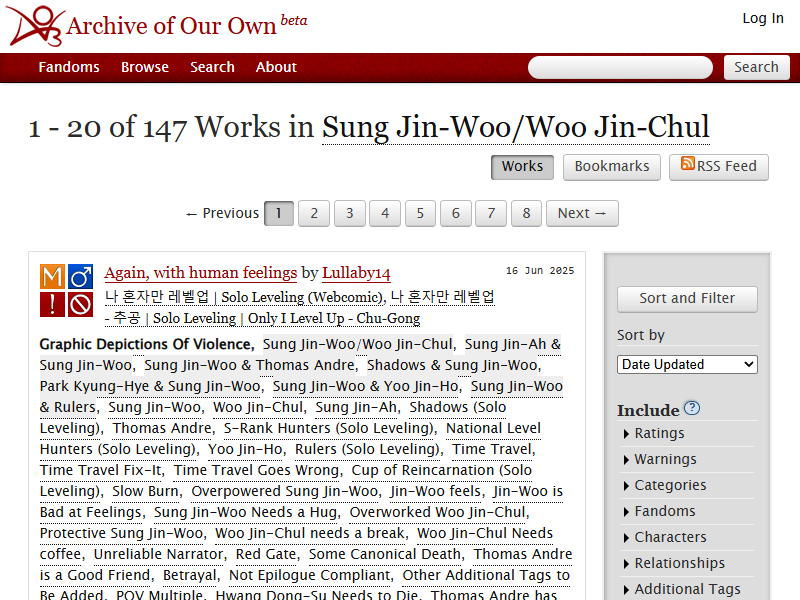 Archive of Our Own beta
Log In
Fandoms Browse Search About
Search
1 - 20 of 147 Works in Sung Jin-Woo/Woo Jin-Chul
Works Bookmarks RSS Feed
← Previous 1 2 3 4 5 6 7 8 Next →
Again, with human feelings by Lullaby14
16 Jun 2025
나 혼자만 레벨업 | Solo Leveling (Webcomic), 나 혼자만 레벨업
- 추공 | Solo Leveling | Only I Level Up - Chu-Gong
Graphic Depictions Of Violence, Sung Jin-Woo/Woo Jin-Chul, Sung Jin-Ah &
Sung Jin-Woo, Sung Jin-Woo & Thomas Andre, Shadows & Sung Jin-Woo,
Park Kyung-Hye & Sung Jin-Woo, Sung Jin-Woo & Yoo Jin-Ho, Sung Jin-Woo
& Rulers, Sung Jin-Woo, Woo Jin-Chul, Sung Jin-Ah, Shadows (Solo
Leveling), Thomas Andre, S-Rank Hunters (Solo Leveling), National Level
Hunters (Solo Leveling), Yoo Jin-Ho, Rulers (Solo Leveling), Time Travel,
Time Travel Fix-It, Time Travel Goes Wrong, Cup of Reincarnation (Solo
Leveling), Slow Burn, Overpowered Sung Jin-Woo, Jin-Woo feels, Jin-Woo is
Bad at Feelings, Sung Jin-Woo Needs a Hug, Overworked Woo Jin-Chul,
Protective Sung Jin-Woo, Woo Jin-Chul needs a break, Woo Jin-Chul Needs
coffee, Unreliable Narrator, Red Gate, Some Canonical Death, Thomas Andre
is a Good Friend, Betrayal, Not Epilogue Compliant, Other Additional Tags to
Be Added, POV Multiple, Hwang Dong-Su Needs to Die, Thomas Andre has
Sort and Filter
Sort by
Date Updated
Include ?
Ratings
Warnings
Categories
Fandoms
Characters
Relationships
Additional Tags